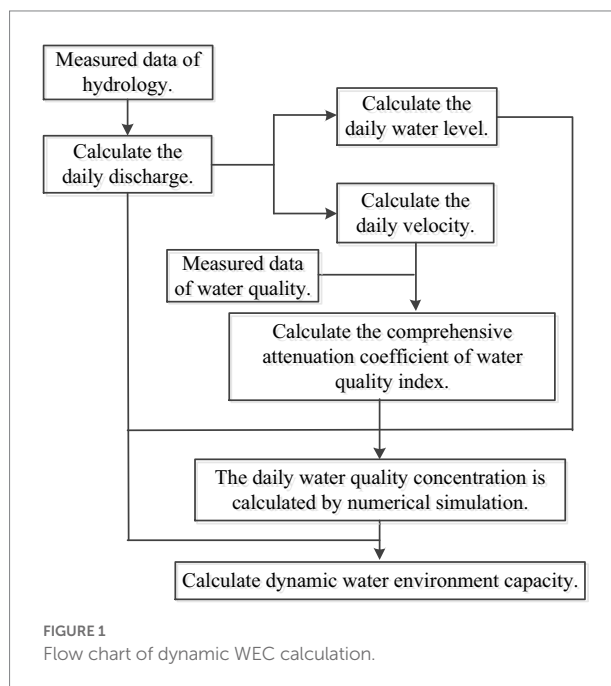 Measured data of
hydrology.
Calculate the
daily water level.
Calculate the
daily discharge.
Calculate the
daily velocity.
Measured data
of water quality.
Calculate the comprehensive
attenuation coefficient of water
quality index.
The daily water quality concentration is
calculated by numerical simulation.
Calculate dynamic water environment capacity.
FIGURE 1
Flow chart of dynamic WEC calculation.